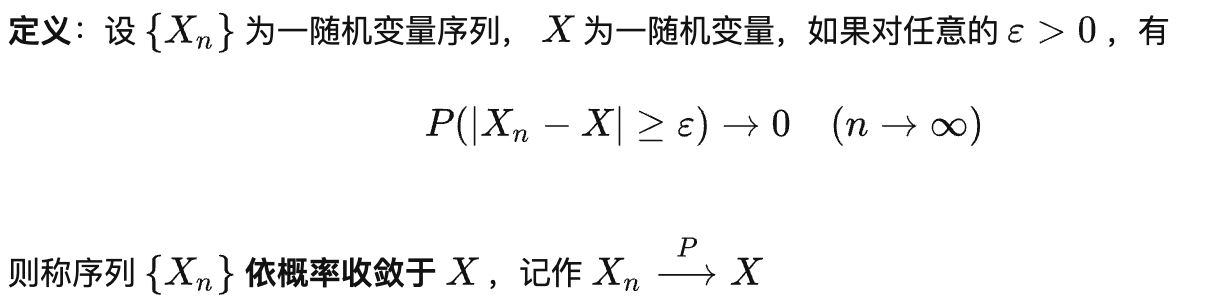 定义：设 {Xₙ} 为一随机变量序列， X 为一随机变量，如果对任意的 ε > 0 ，有
P(|Xₙ − X| ≥ ε) → 0 (n → ∞)
则称序列 {Xₙ} 依概率收敛于 X ，记作 Xₙ \xrightarrow{P} X